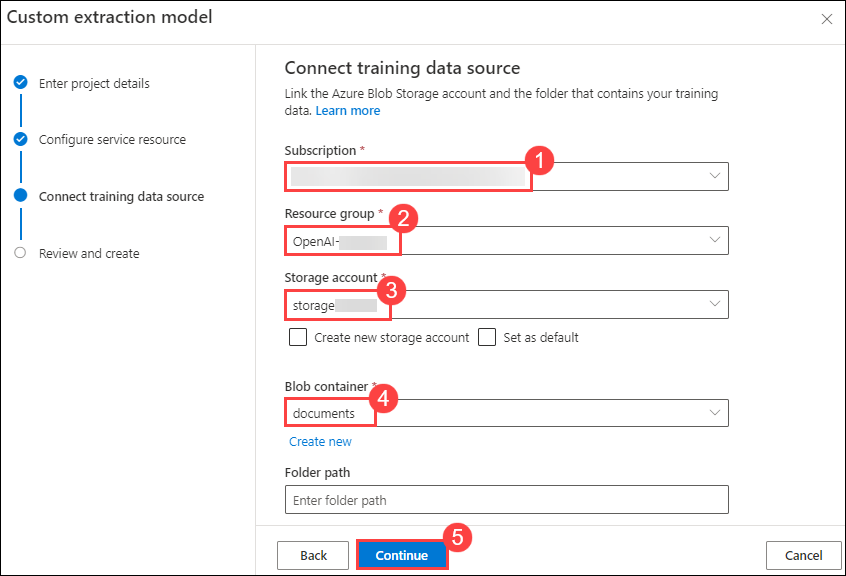 Custom extraction model
Enter project details
Configure service resource
Connect training data source
Review and create
Connect training data source
Link the Azure Blob Storage account and the folder that contains your training
data. Learn more
Subscription *
1
Resource group *
2
OpenAI-
Storage account *
3
storage
Create new storage account
Set as default
Blob container *
4
documents
Create new
Folder path
Enter folder path
5
Back
Continue
Cancel